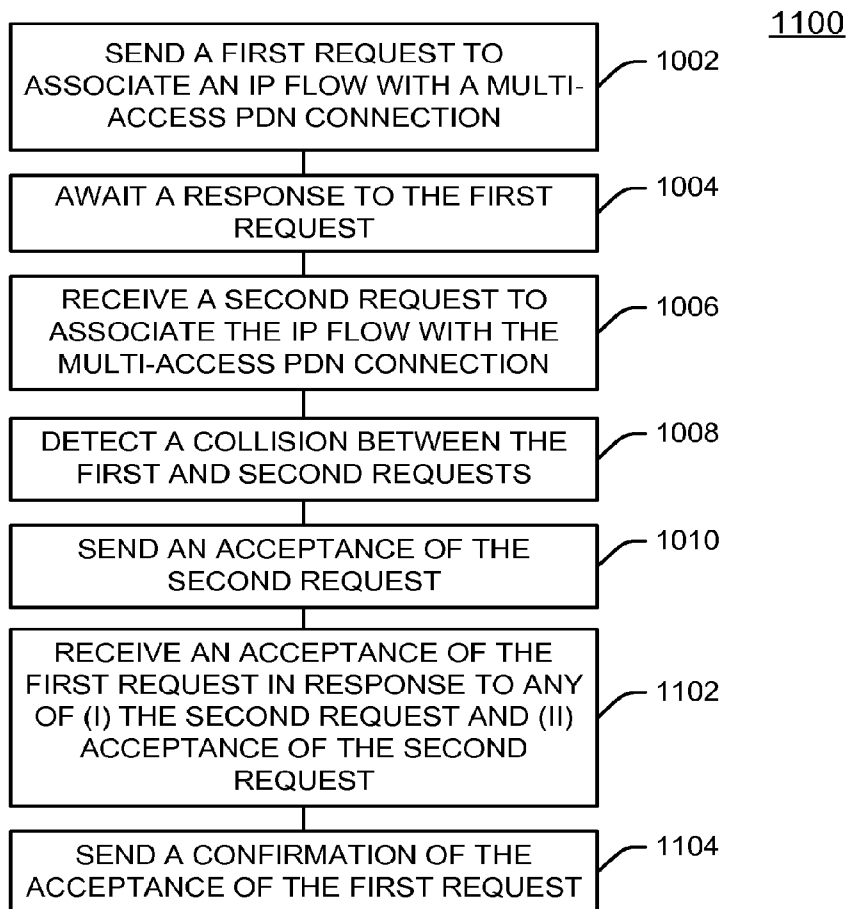 1100
SEND A FIRST REQUEST TO
ASSOCIATE AN IP FLOW WITH A MULTI-
ACCESS PDN CONNECTION
1002
AWAIT A RESPONSE TO THE FIRST
REQUEST
1004
RECEIVE A SECOND REQUEST TO
ASSOCIATE THE IP FLOW WITH THE
MULTI-ACCESS PDN CONNECTION
1006
DETECT A COLLISION BETWEEN THE
FIRST AND SECOND REQUESTS
1008
SEND AN ACCEPTANCE OF THE
SECOND REQUEST
1010
RECEIVE AN ACCEPTANCE OF THE
FIRST REQUEST IN RESPONSE TO ANY
OF (I) THE SECOND REQUEST AND (II)
ACCEPTANCE OF THE SECOND
REQUEST
1102
SEND A CONFIRMATION OF THE
ACCEPTANCE OF THE FIRST REQUEST
1104